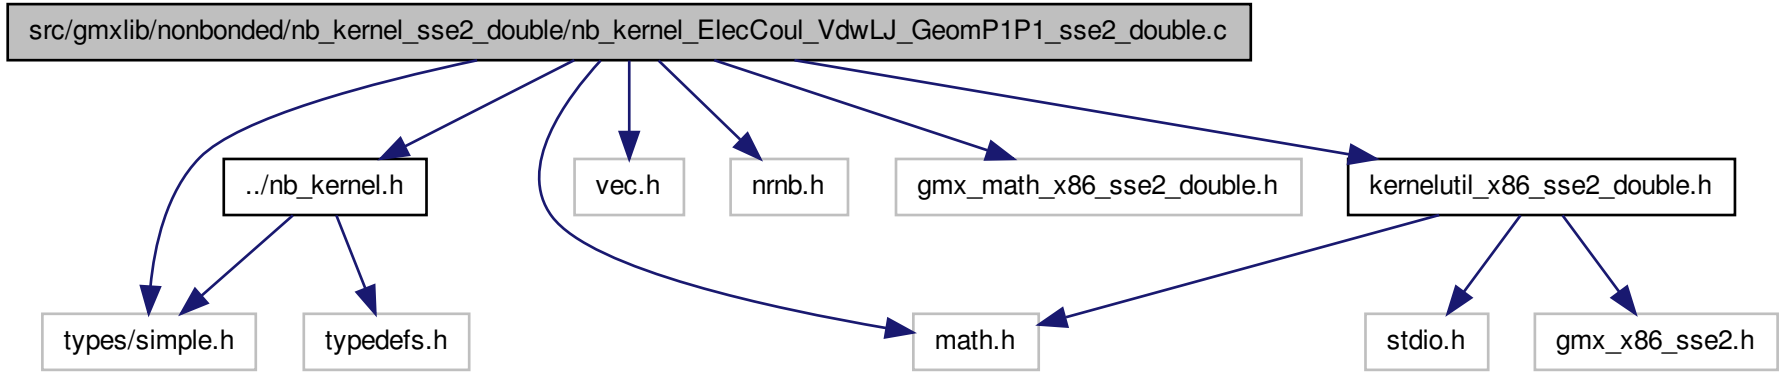 src/gmxlib/nonbonded/nb_kernel_sse2_double/nb_kernel_ElecCoul_VdwLJ_GeomP1P1_sse2_double.c
../nb_kernel.h
vec.h
nrnb.h
gmx_math_x86_sse2_double.h
kernelutil_x86_sse2_double.h
types/simple.h
typedefs.h
math.h
stdio.h
gmx_x86_sse2.h